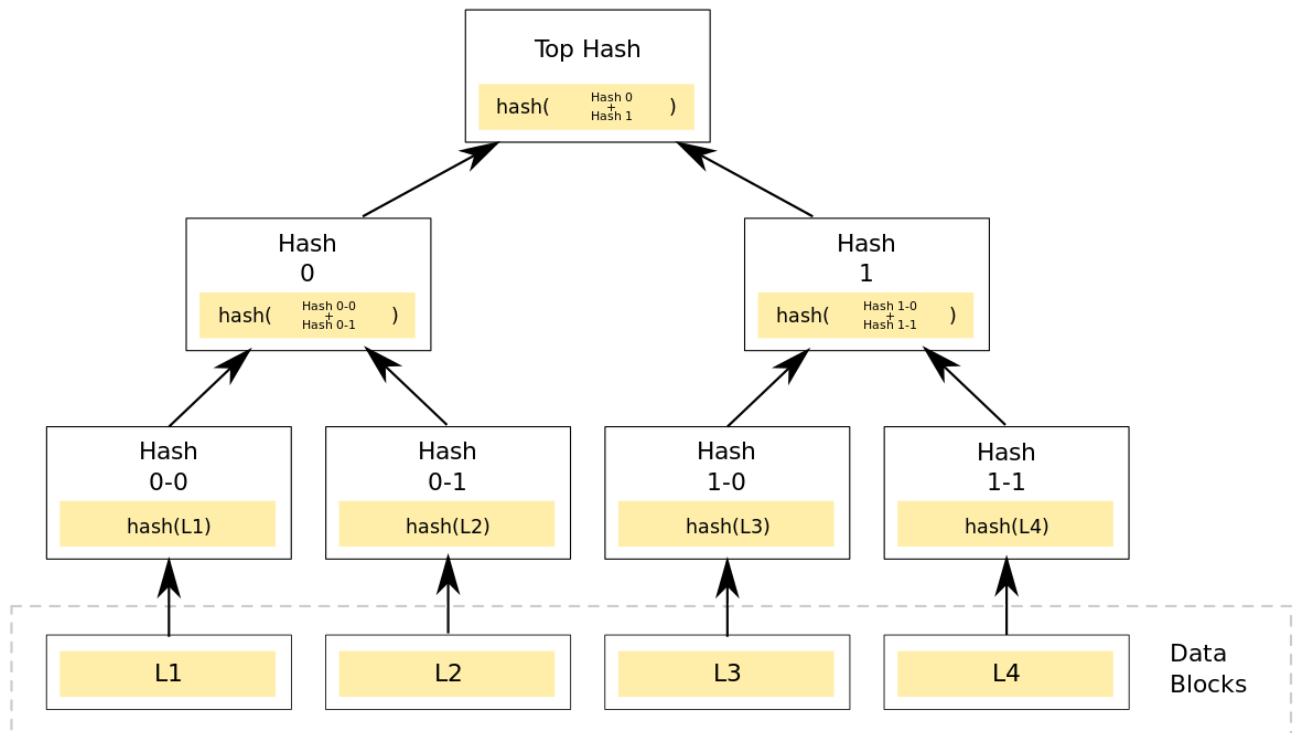 Top Hash
hash( Hash 0 + Hash 1 )
Hash
0
hash( Hash 0-0 + Hash 0-1 )
Hash
1
hash( Hash 1-0 + Hash 1-1 )
Hash
0-0
hash(L1)
Hash
0-1
hash(L2)
Hash
1-0
hash(L3)
Hash
1-1
hash(L4)
L1
L2
L3
L4
Data
Blocks